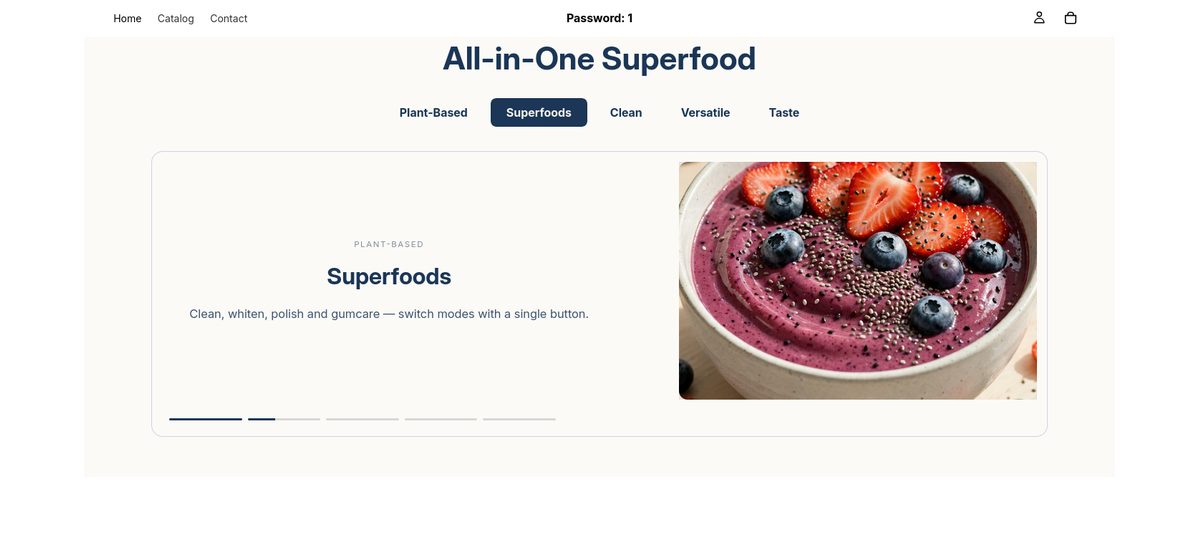 Home Catalog Contact Password: 1
All-in-One Superfood
Plant-Based Superfoods Clean Versatile Taste
PLANT-BASED
Superfoods
Clean, whiten, polish and gumcare — switch modes with a single button.